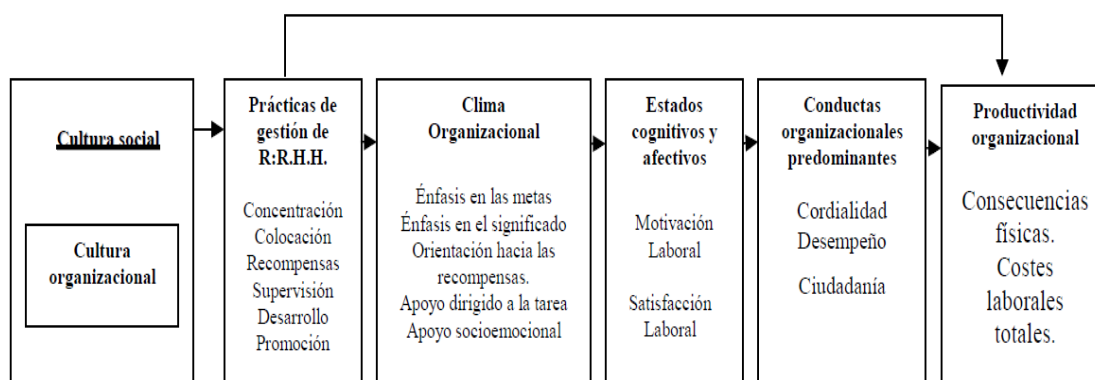 Cultura social
Cultura
organizacional
Prácticas de
gestión de
R:R.H.H.
Concentración
Colocación
Recompensas
Supervisión
Desarrollo
Promoción
Clima
Organizacional
Énfasis en las metas
Énfasis en el significado
Orientación hacia las
recompensas.
Apoyo dirigido a la tarea
Apoyo socioemocional
Estados
cognitivos y
afectivos
Motivación
Laboral
Satisfacción
Laboral
Conductas
organizacionales
predominantes
Cordialidad
Desempeño
Ciudadanía
Productividad
organizacional
Consecuencias
físicas.
Costes
laborales
totales.